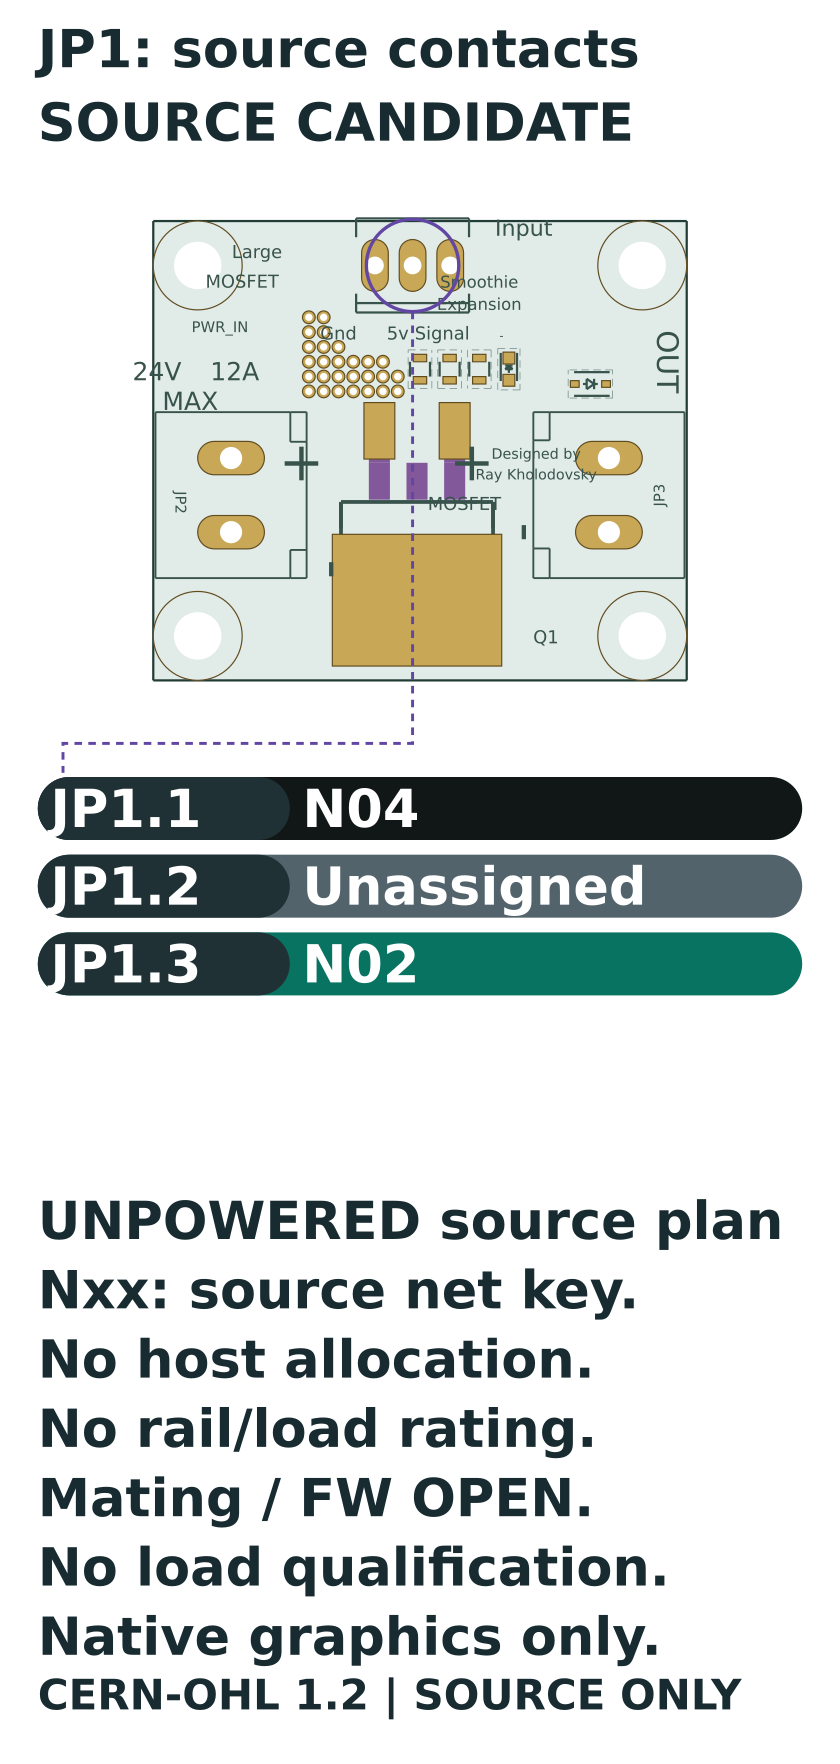 JP1: source contacts
SOURCE CANDIDATE
Input
Large
MOSFET
Smoothie
Expansion
PWR_IN
Gnd 5v Signal
-
OUT
24V 12A
MAX
+
+
Designed by
Ray Kholodovsky
JP2
JP3
MOSFET
-
-
Q1
JP1.1 N04
JP1.2 Unassigned
JP1.3 N02
UNPOWERED source plan
Nxx: source net key.
No host allocation.
No rail/load rating.
Mating / FW OPEN.
No load qualification.
Native graphics only.
CERN-OHL 1.2 | SOURCE ONLY